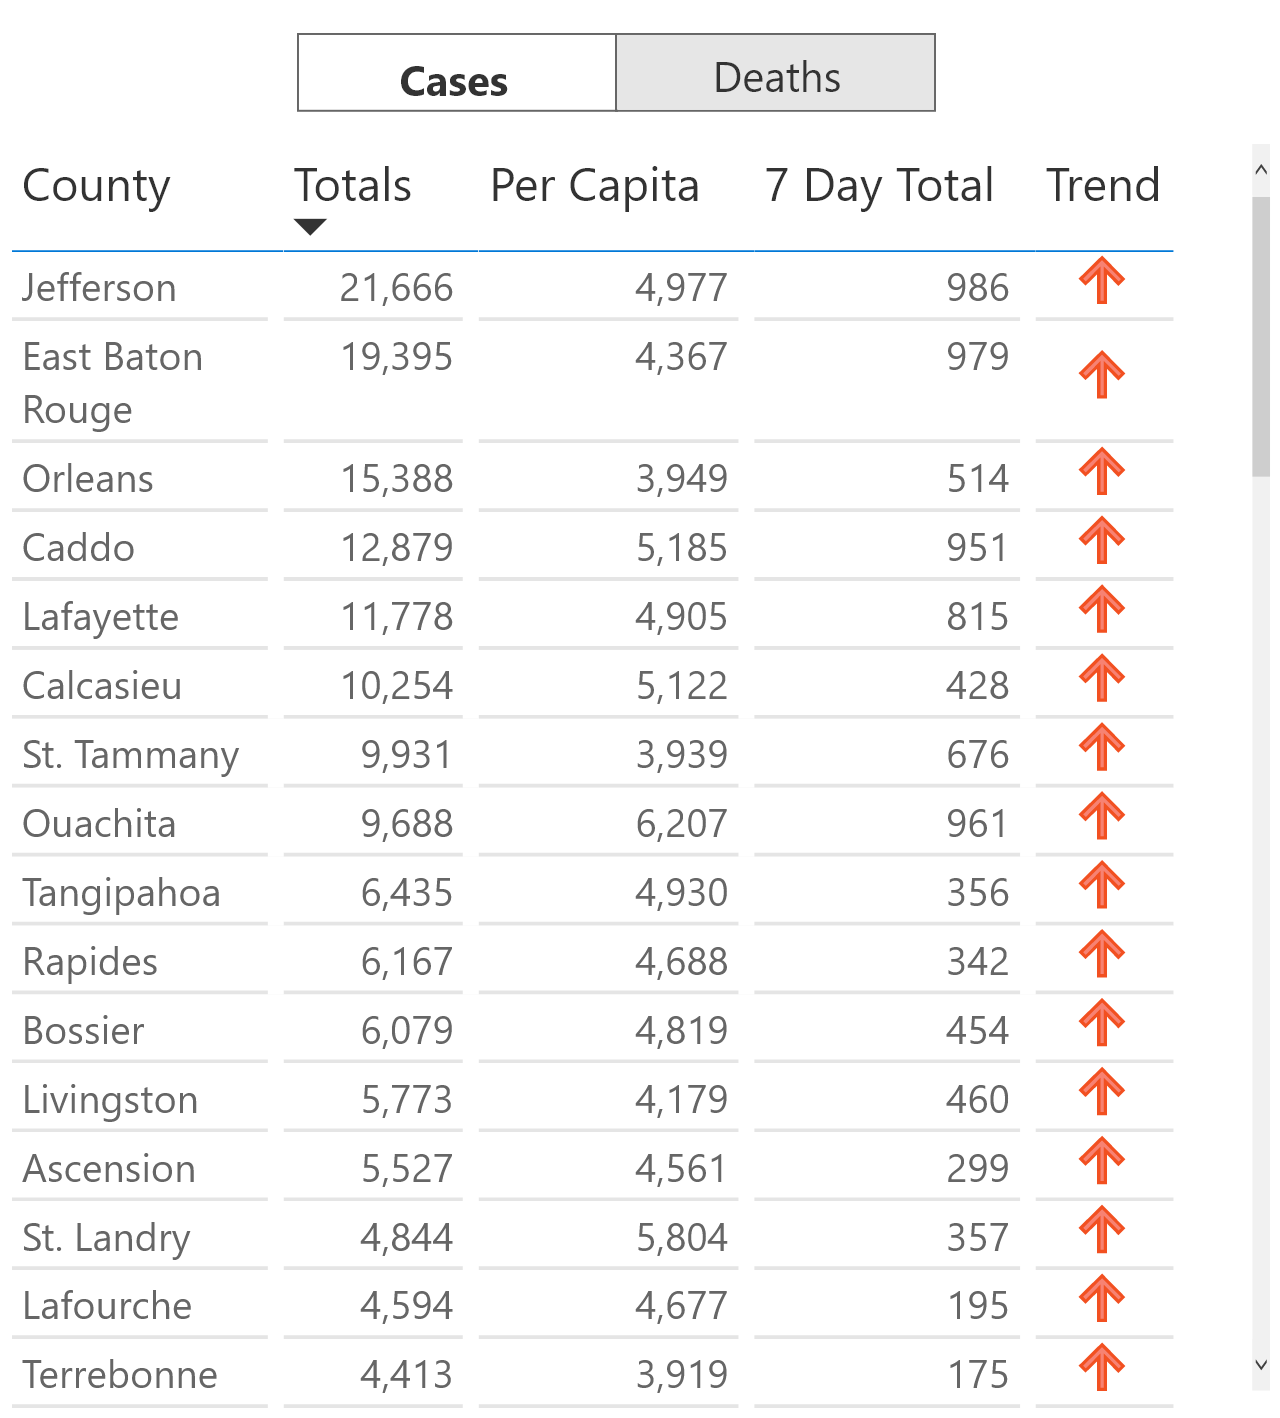 Cases Deaths
County Totals Per Capita 7 Day Total Trend
Jefferson 21,666 4,977 986
East Baton 19,395 4,367 979
Rouge
Orleans 15,388 3,949 514
Caddo 12,879 5,185 951
Lafayette 11,778 4,905 815
Calcasieu 10,254 5,122 428
St. Tammany 9,931 3,939 676
Ouachita 9,688 6,207 961
Tangipahoa 6,435 4,930 356
Rapides 6,167 4,688 342
Bossier 6,079 4,819 454
Livingston 5,773 4,179 460
Ascension 5,527 4,561 299
St. Landry 4,844 5,804 357
Lafourche 4,594 4,677 195
Terrebonne 4,413 3,919 175